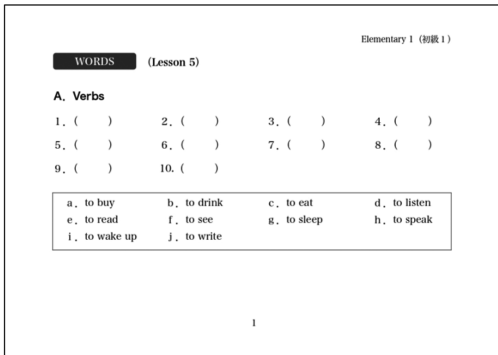 Elementary 1 (初級 1)
WORDS (Lesson 5)
A. Verbs
1. ( ) 2. ( ) 3. ( ) 4. ( )
5. ( ) 6. ( ) 7. ( ) 8. ( )
9. ( ) 10. ( )
a. to buy b. to drink c. to eat d. to listen
e. to read f. to see g. to sleep h. to speak
i. to wake up j. to write
1